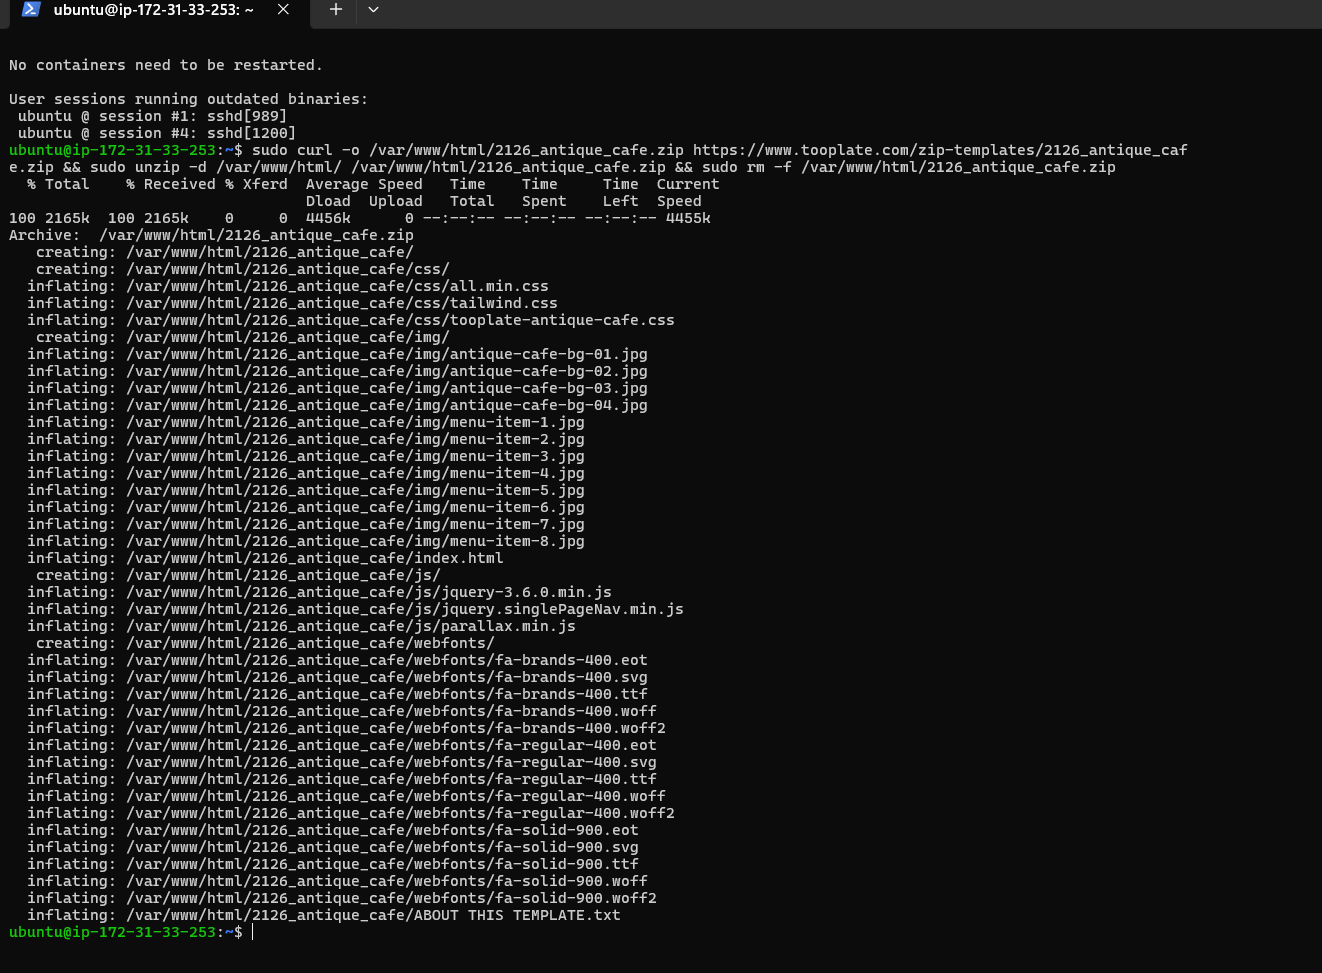 ubuntu@ip-172-31-33-253: ~
No containers need to be restarted.
User sessions running outdated binaries:
ubuntu @ session #1: sshd[989]
ubuntu @ session #4: sshd[1200]
ubuntu@ip-172-31-33-253:~$ sudo curl -o /var/www/html/2126_antique_cafe.zip https://www.tooplate.com/zip-templates/2126_antique_caf
e.zip && sudo unzip -d /var/www/html/ /var/www/html/2126_antique_cafe.zip && sudo rm -f /var/www/html/2126_antique_cafe.zip
  % Total    % Received % Xferd  Average Speed   Time    Time     Time  Current
                                 Dload  Upload   Total   Spent    Left  Speed
100 2165k  100 2165k    0     0  4456k      0 --:--:-- --:--:-- --:--:-- 4455k
Archive:  /var/www/html/2126_antique_cafe.zip
   creating: /var/www/html/2126_antique_cafe/
   creating: /var/www/html/2126_antique_cafe/css/
  inflating: /var/www/html/2126_antique_cafe/css/all.min.css
  inflating: /var/www/html/2126_antique_cafe/css/tailwind.css
  inflating: /var/www/html/2126_antique_cafe/css/tooplate-antique-cafe.css
   creating: /var/www/html/2126_antique_cafe/img/
  inflating: /var/www/html/2126_antique_cafe/img/antique-cafe-bg-01.jpg
  inflating: /var/www/html/2126_antique_cafe/img/antique-cafe-bg-02.jpg
  inflating: /var/www/html/2126_antique_cafe/img/antique-cafe-bg-03.jpg
  inflating: /var/www/html/2126_antique_cafe/img/antique-cafe-bg-04.jpg
  inflating: /var/www/html/2126_antique_cafe/img/menu-item-1.jpg
  inflating: /var/www/html/2126_antique_cafe/img/menu-item-2.jpg
  inflating: /var/www/html/2126_antique_cafe/img/menu-item-3.jpg
  inflating: /var/www/html/2126_antique_cafe/img/menu-item-4.jpg
  inflating: /var/www/html/2126_antique_cafe/img/menu-item-5.jpg
  inflating: /var/www/html/2126_antique_cafe/img/menu-item-6.jpg
  inflating: /var/www/html/2126_antique_cafe/img/menu-item-7.jpg
  inflating: /var/www/html/2126_antique_cafe/img/menu-item-8.jpg
  inflating: /var/www/html/2126_antique_cafe/index.html
   creating: /var/www/html/2126_antique_cafe/js/
  inflating: /var/www/html/2126_antique_cafe/js/jquery-3.6.0.min.js
  inflating: /var/www/html/2126_antique_cafe/js/jquery.singlePageNav.min.js
  inflating: /var/www/html/2126_antique_cafe/js/parallax.min.js
   creating: /var/www/html/2126_antique_cafe/webfonts/
  inflating: /var/www/html/2126_antique_cafe/webfonts/fa-brands-400.eot
  inflating: /var/www/html/2126_antique_cafe/webfonts/fa-brands-400.svg
  inflating: /var/www/html/2126_antique_cafe/webfonts/fa-brands-400.ttf
  inflating: /var/www/html/2126_antique_cafe/webfonts/fa-brands-400.woff
  inflating: /var/www/html/2126_antique_cafe/webfonts/fa-brands-400.woff2
  inflating: /var/www/html/2126_antique_cafe/webfonts/fa-regular-400.eot
  inflating: /var/www/html/2126_antique_cafe/webfonts/fa-regular-400.svg
  inflating: /var/www/html/2126_antique_cafe/webfonts/fa-regular-400.ttf
  inflating: /var/www/html/2126_antique_cafe/webfonts/fa-regular-400.woff
  inflating: /var/www/html/2126_antique_cafe/webfonts/fa-regular-400.woff2
  inflating: /var/www/html/2126_antique_cafe/webfonts/fa-solid-900.eot
  inflating: /var/www/html/2126_antique_cafe/webfonts/fa-solid-900.svg
  inflating: /var/www/html/2126_antique_cafe/webfonts/fa-solid-900.ttf
  inflating: /var/www/html/2126_antique_cafe/webfonts/fa-solid-900.woff
  inflating: /var/www/html/2126_antique_cafe/webfonts/fa-solid-900.woff2
  inflating: /var/www/html/2126_antique_cafe/ABOUT THIS TEMPLATE.txt
ubuntu@ip-172-31-33-253:~$